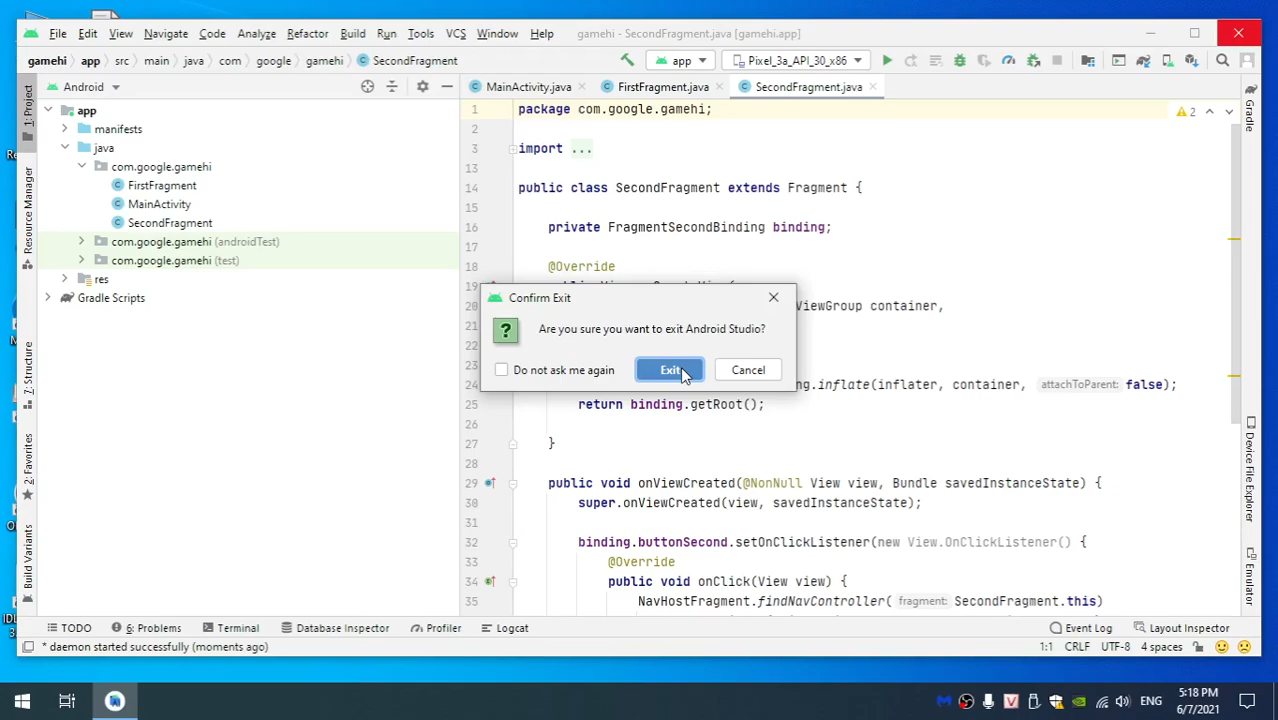 File Edit View Navigate Code Analyze Refactor Build Run Tools VCS Window Help gamehi - SecondFragment.java [gamehi.app]
gamehi app src main java com google gamehi SecondFragment app Pixel_3a_API_30_x86
Android MainActivity.java FirstFragment.java SecondFragment.java
1: Project
Resource Manager
7: Structure
2: Favorites
Build Variants
app
manifests
java
com.google.gamehi
FirstFragment
MainActivity
SecondFragment
com.google.gamehi (androidTest)
com.google.gamehi (test)
res
Gradle Scripts
1 package com.google.gamehi;
2
3 import ...
13
14 public class SecondFragment extends Fragment {
16 private FragmentSecondBinding binding;
17
18 @Override
19
20 ViewGroup container,
21
Confirm Exit
Are you sure you want to exit Android Studio?
Do not ask me again Exit Cancel
24 .inflate(inflater, container, attachToParent: false);
25 return binding.getRoot();
26
27 }
28
29 public void onViewCreated(@NonNull View view, Bundle savedInstanceState) {
30 super.onViewCreated(view, savedInstanceState);
31
32 binding.buttonSecond.setOnClickListener(new View.OnClickListener() {
33 @Override
34 public void onClick(View view) {
35 NavHostFragment.findNavController( fragment: SecondFragment.this)
2
Gradle
Device File Explorer
Emulator
TODO 6: Problems Terminal Database Inspector Profiler Logcat Event Log Layout Inspector
* daemon started successfully (moments ago) 1:1 CRLF UTF-8 4 spaces
ENG 5:18 PM
6/7/2021